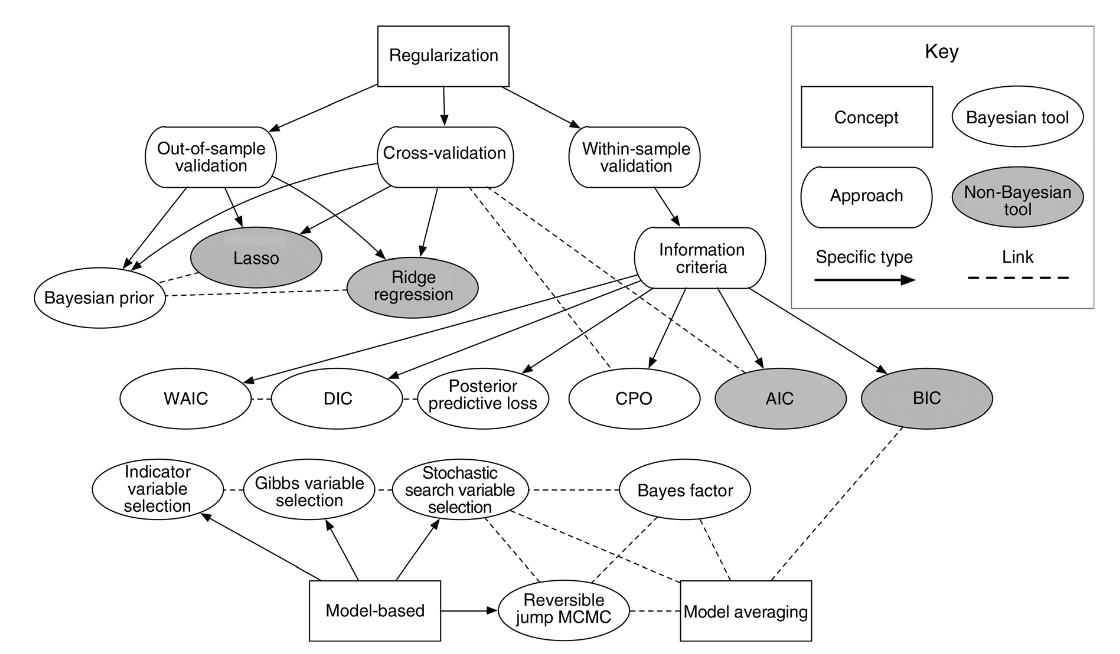 Regularization
Key
Concept
Bayesian tool
Out-of-sample
validation
Cross-validation
Within-sample
validation
Approach
Non-Bayesian
tool
Specific type
Link
Lasso
Information
criteria
Bayesian prior
Ridge
regression
WAIC
DIC
Posterior
predictive loss
CPO
AIC
BIC
Indicator
variable
selection
Gibbs variable
selection
Stochastic
search variable
selection
Bayes factor
Model-based
Reversible
jump MCMC
Model averaging